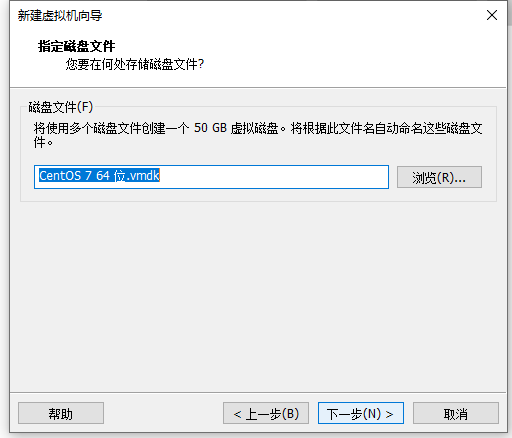 新建虚拟机向导
指定磁盘文件
您要在何处存储磁盘文件?
磁盘文件(F)
将使用多个磁盘文件创建一个 50 GB 虚拟磁盘。将根据此文件名自动命名这些磁盘文
件。
CentOS 7 64 位.vmdk
浏览(R)...
帮助
< 上一步(B)
下一步(N) >
取消